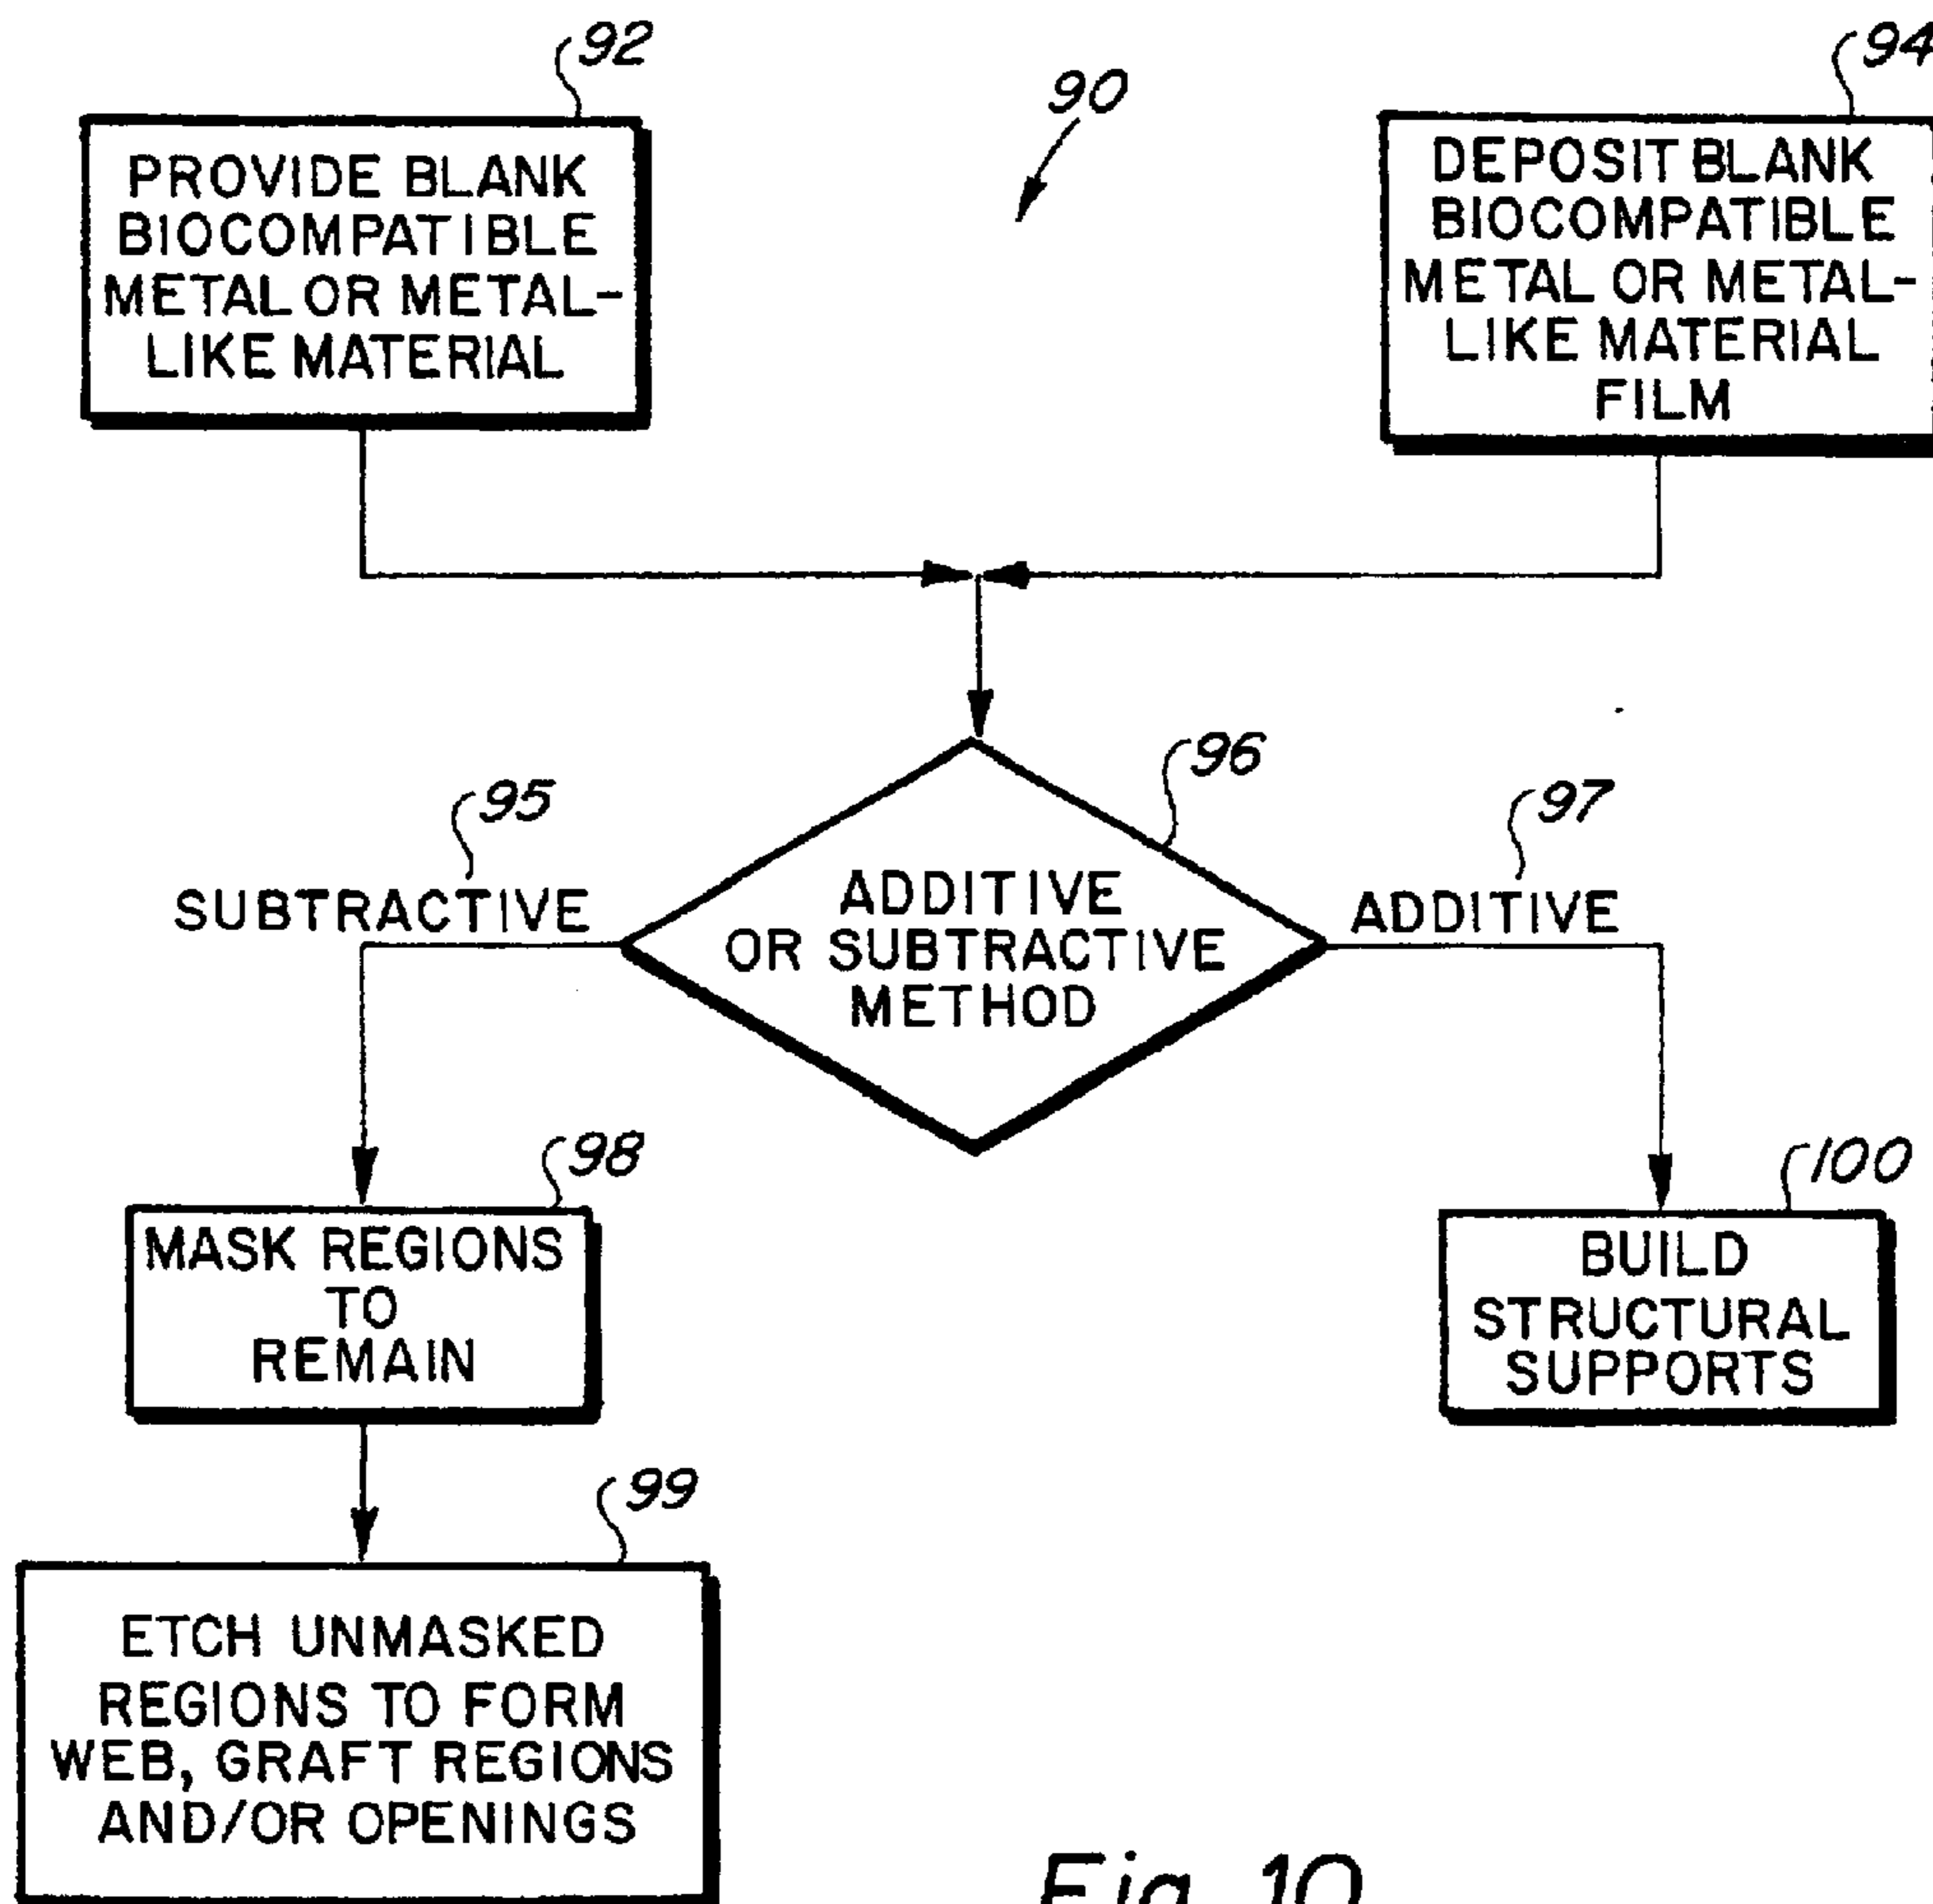 92
PROVIDE BLANK
BIOCOMPATIBLE
METAL OR METAL-
LIKE MATERIAL
90
94
DEPOSIT BLANK
BIOCOMPATIBLE
METAL OR METAL-
LIKE MATERIAL
FILM
96
ADDITIVE
OR SUBTRACTIVE
METHOD
95
SUBTRACTIVE
97
ADDITIVE
98
MASK REGIONS
TO
REMAIN
100
BUILD
STRUCTURAL
SUPPORTS
99
ETCH UNMASKED
REGIONS TO FORM
WEB, GRAFT REGIONS
AND/OR OPENINGS
Fig. 10